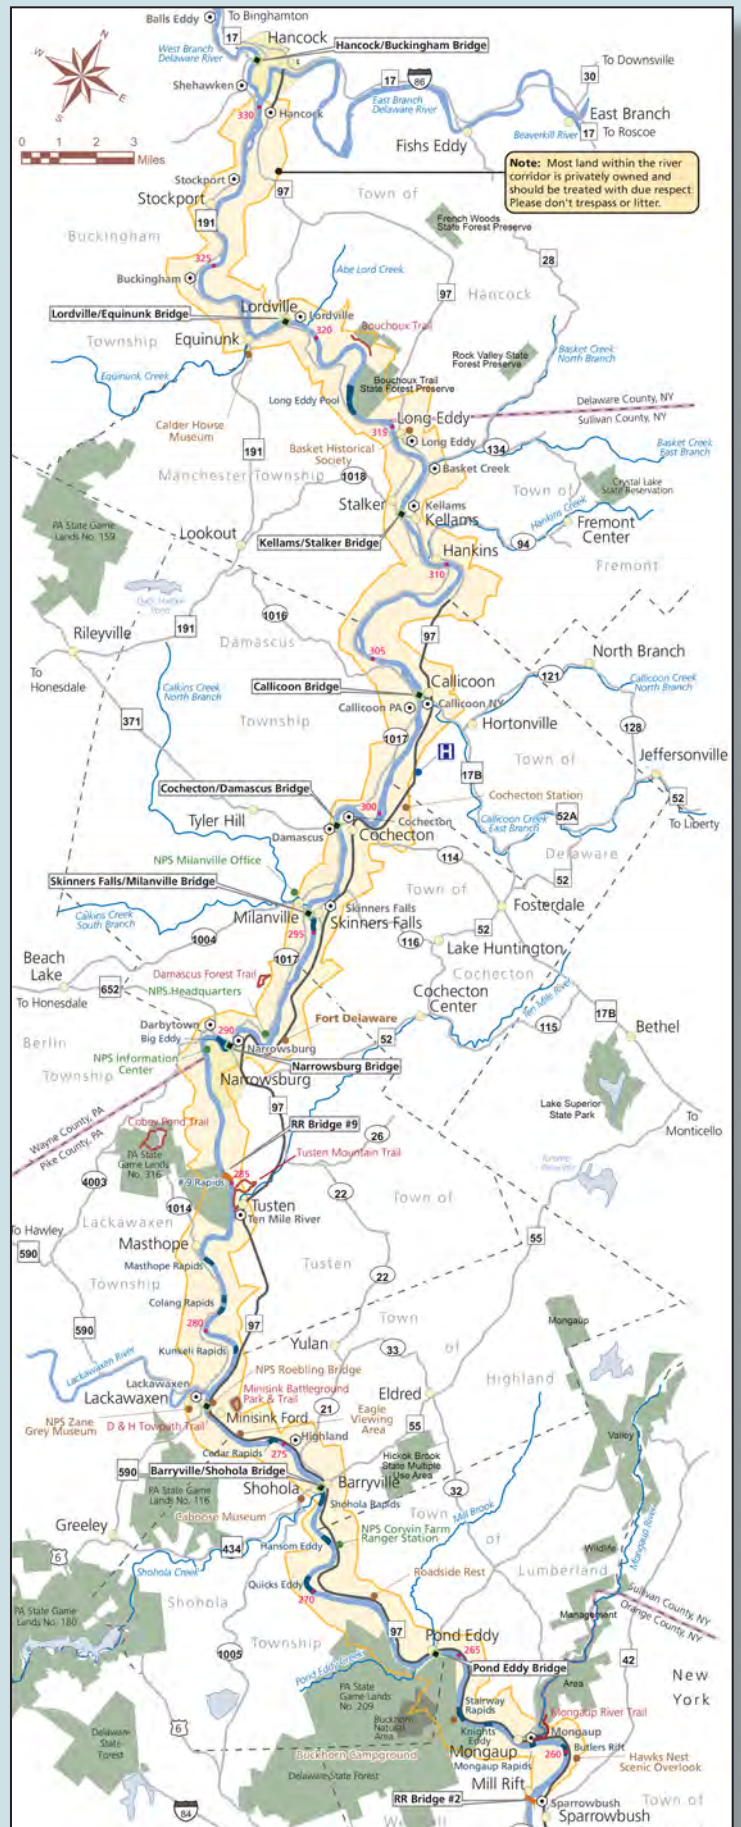 Balls Eddy
To Binghamton
17
Hancock
West Branch
Delaware River
Hancock/Buckingham Bridge
N
W
E
S
Shehawken
17
86
To Downsville
30
330
Hancock
East Branch
Delaware River
East Branch
Beaverkill River
17
To Roscoe
Fishs Eddy
0 1 2 3
Miles
Note: Most land within the river
corridor is privately owned and
should be treated with due respect.
Please don't trespass or litter.
Stockport
Stockport
97
Town of
191
French Woods
State Forest Preserve
Buckingham
28
325
Abe Lord Creek
Buckingham
97
Hancock
Lordville
Lordville/Equinunk Bridge
Lordville
320
Bouchoux Trail
Township
Equinunk
Rock Valley State
Forest Preserve
Basket Creek
North Branch
Equinunk Creek
Bouchoux Trail
State Forest Preserve
Long Eddy Pool
Delaware County, NY
Sullivan County, NY
Calder House
Museum
315
Long Eddy
Long Eddy
191
Basket Historical
Society
134
Basket Creek
East Branch
Basket Creek
Manchester Township
1018
Town of
Crystal Lake
State Reservation
Stalker
Kellams
Kellams
Hankins Creek
Fremont
Center
PA State Game
Lands No. 159
Lookout
Kellams/Stalker Bridge
94
Hankins
310
Fremont
1016
191
Rileyville
Damascus
97
To
Honesdale
305
North Branch
121
Calkins Creek
North Branch
Callicoon Bridge
Callicoon
Callicoon Creek
North Branch
Callicoon PA
Callicoon NY
371
Township
Hortonville
128
1017
H
Town of
Jeffersonville
17B
Cochecton/Damascus Bridge
Cochecton Station
52
300
52A
Tyler Hill
Cochecton
Callicoon Creek
East Branch
To Liberty
Damascus
Cochecton
NPS Milanville Office
114
Delaware
52
Skinners Falls/Milanville Bridge
Town of
Skinners Falls
Fosterdale
Calkins Creek
South Branch
Milanville
Skinners Falls
295
52
1004
116
Lake Huntington
Beach
Lake
1017
Damascus Forest Trail
Cochecton
652
NPS Headquarters
Cochecton
Center
Ten Mile River
To Honesdale
Darbytown
290
Fort Delaware
17B
Big Eddy
Narrowsburg
52
115
Bethel
Berlin
NPS Information
Center
Narrowsburg Bridge
Township
Narrowsburg
Lake Superior
State Park
Wayne County, PA
Pike County, PA
97
Cobey Pond Trail
RR Bridge #9
To
Monticello
26
PA State
Game Lands
No. 316
Tusten Mountain Trail
285
#9 Rapids
4003
22
1014
Town of
Tusten
Ten Mile River
Lackawaxen
To Hawley
55
Masthope
590
Tusten
Masthope Rapids
22
Township
Colang Rapids
Town
Mongaup
280
97
590
Yulan
33
of
Kunkeli Rapids
Lackawaxen River
NPS Roebling Bridge
Highland
Lackawaxen
Minisink Battleground
Park & Trail
Eldred
Lackawaxen
21
Eagle
Viewing
Area
NPS Zane
Grey Museum
D & H Towpath Trail
Minisink Ford
55
Highland
Valley
Cedar Rapids
275
Hickok Brook
State Multiple
Use Area
590
Barryville/Shohola Bridge
Barryville
PA State Game
Lands No. 116
Shohola
32
Shohola Rapids
Town
Mill Brook
Caboose Museum
Greeley
NPS Corwin Farm
Ranger Station
of
Mongaup River
434
Hansom Eddy
Wildlife
6
Shohola Creek
Roadside Rest
Lumberland
Quicks Eddy
270
Sullivan County, NY
Orange County, NY
PA State Game
Lands No. 180
Shohola
Management
97
Pond Eddy
265
1005
Township
42
Pond Eddy Bridge
New
York
Pond Eddy Creek
Area
PA State
Game Lands
No. 209
Stairway
Rapids
Mongaup River Trail
6
Buckhorn
Natural
Area
Knights
Eddy
Mongaup
Delaware
State
Forest
Buckhorn Campground
Mongaup
260
Butlers Rift
Hawks Nest
Scenic Overlook
Mongaup Rapids
Delaware State Forest
Mill Rift
RR Bridge #2
Town of
84
Sparrowbush
Sparrowbush